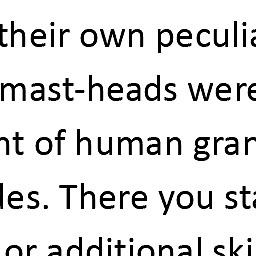 their own peculia
mast-heads were
nt of human gran
les. There you sta
or additional ski